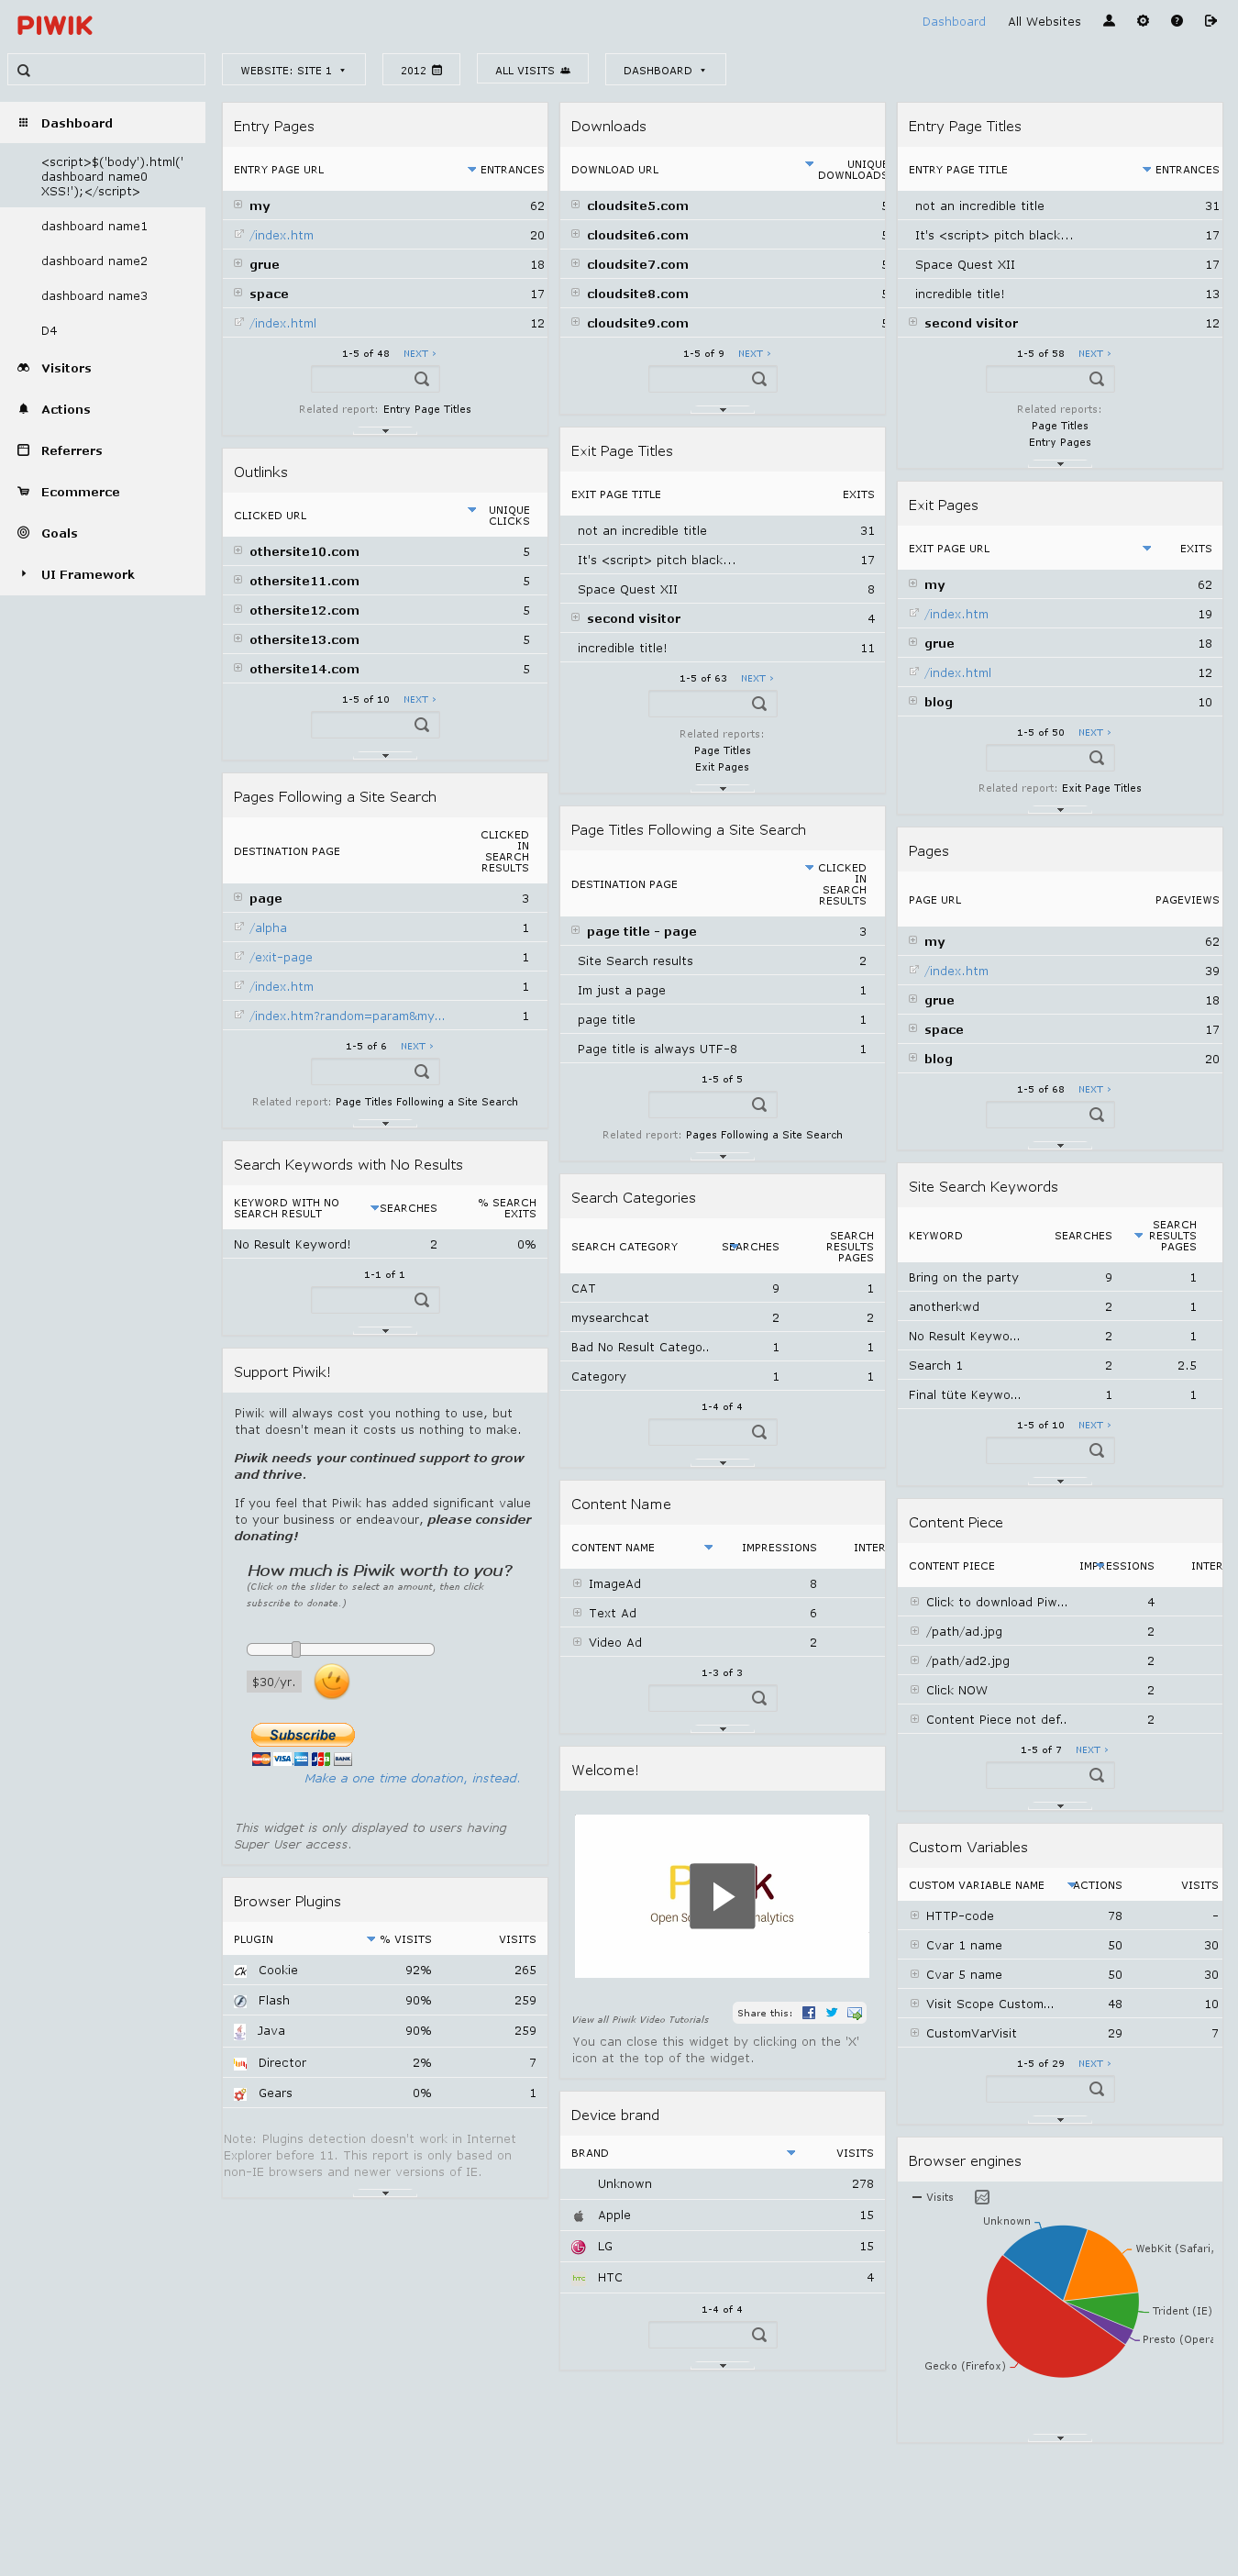 PIWIK
Dashboard All Websites
WEBSITE: SITE 1 2012 ALL VISITS DASHBOARD
Dashboard
<script>$('body').html('
dashboard name0
XSS!');</script>
dashboard name1
dashboard name2
dashboard name3
D4
Visitors
Actions
Referrers
Ecommerce
Goals
UI Framework
Entry Pages
ENTRY PAGE URL ENTRANCES
my 62
/index.htm 20
grue 18
space 17
/index.html 12
1-5 of 48 NEXT ›
Related report: Entry Page Titles
Outlinks
CLICKED URL UNIQUE
CLICKS
othersite10.com 5
othersite11.com 5
othersite12.com 5
othersite13.com 5
othersite14.com 5
1-5 of 10 NEXT ›
Pages Following a Site Search
DESTINATION PAGE CLICKED
IN
SEARCH
RESULTS
page 3
/alpha 1
/exit-page 1
/index.htm 1
/index.htm?random=param&my... 1
1-5 of 6 NEXT ›
Related report: Page Titles Following a Site Search
Search Keywords with No Results
KEYWORD WITH NO
SEARCH RESULT SEARCHES % SEARCH
EXITS
No Result Keyword! 2 0%
1-1 of 1
Support Piwik!
Piwik will always cost you nothing to use, but
that doesn't mean it costs us nothing to make.
Piwik needs your continued support to grow
and thrive.
If you feel that Piwik has added significant value
to your business or endeavour, please consider
donating!
How much is Piwik worth to you?
(Click on the slider to select an amount, then click
subscribe to donate.)
$30/yr.
Subscribe
VISA JCB BANK
Make a one time donation, instead.
This widget is only displayed to users having
Super User access.
Browser Plugins
PLUGIN % VISITS VISITS
Cookie 92% 265
Flash 90% 259
Java 90% 259
Director 2% 7
Gears 0% 1
Note: Plugins detection doesn't work in Internet
Explorer before 11. This report is only based on
non-IE browsers and newer versions of IE.
Downloads
DOWNLOAD URL UNIQUE
DOWNLOADS
cloudsite5.com 5
cloudsite6.com 5
cloudsite7.com 5
cloudsite8.com 5
cloudsite9.com 5
1-5 of 9 NEXT ›
Exit Page Titles
EXIT PAGE TITLE EXITS
not an incredible title 31
It's <script> pitch black... 17
Space Quest XII 8
second visitor 4
incredible title! 11
1-5 of 63 NEXT ›
Related reports:
Page Titles
Exit Pages
Page Titles Following a Site Search
DESTINATION PAGE CLICKED
IN
SEARCH
RESULTS
page title - page 3
Site Search results 2
Im just a page 1
page title 1
Page title is always UTF-8 1
1-5 of 5
Related report: Pages Following a Site Search
Search Categories
SEARCH CATEGORY SEARCHES SEARCH
RESULTS
PAGES
CAT 9 1
mysearchcat 2 2
Bad No Result Catego.. 1 1
Category 1 1
1-4 of 4
Content Name
CONTENT NAME IMPRESSIONS INTER
ImageAd 8
Text Ad 6
Video Ad 2
1-3 of 3
Welcome!
P k
Open So nalytics
View all Piwik Video Tutorials Share this:
You can close this widget by clicking on the 'X'
icon at the top of the widget.
Device brand
BRAND VISITS
Unknown 278
Apple 15
LG 15
HTC 4
1-4 of 4
Entry Page Titles
ENTRY PAGE TITLE ENTRANCES
not an incredible title 31
It's <script> pitch black... 17
Space Quest XII 17
incredible title! 13
second visitor 12
1-5 of 58 NEXT ›
Related reports:
Page Titles
Entry Pages
Exit Pages
EXIT PAGE URL EXITS
my 62
/index.htm 19
grue 18
/index.html 12
blog 10
1-5 of 50 NEXT ›
Related report: Exit Page Titles
Pages
PAGE URL PAGEVIEWS
my 62
/index.htm 39
grue 18
space 17
blog 20
1-5 of 68 NEXT ›
Site Search Keywords
KEYWORD SEARCHES SEARCH
RESULTS
PAGES
Bring on the party 9 1
anotherkwd 2 1
No Result Keywo... 2 1
Search 1 2 2.5
Final tüte Keywo... 1 1
1-5 of 10 NEXT ›
Content Piece
CONTENT PIECE IMPRESSIONS INTER
Click to download Piw... 4
/path/ad.jpg 2
/path/ad2.jpg 2
Click NOW 2
Content Piece not def.. 2
1-5 of 7 NEXT ›
Custom Variables
CUSTOM VARIABLE NAME ACTIONS VISITS
HTTP-code 78 -
Cvar 1 name 50 30
Cvar 5 name 50 30
Visit Scope Custom... 48 10
CustomVarVisit 29 7
1-5 of 29 NEXT ›
Browser engines
Visits
Unknown
WebKit (Safari,
Trident (IE)
Presto (Opera
Gecko (Firefox)